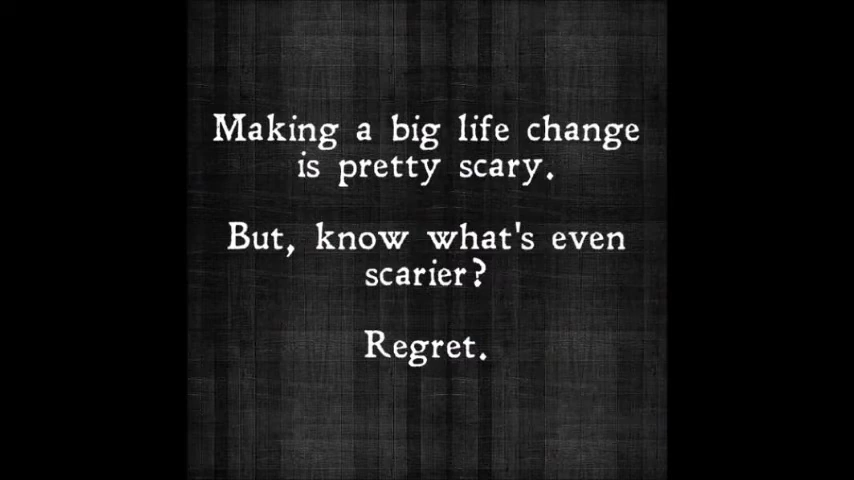 Making a big life change
is pretty scary.
But, know what's even
scarier?
Regret.